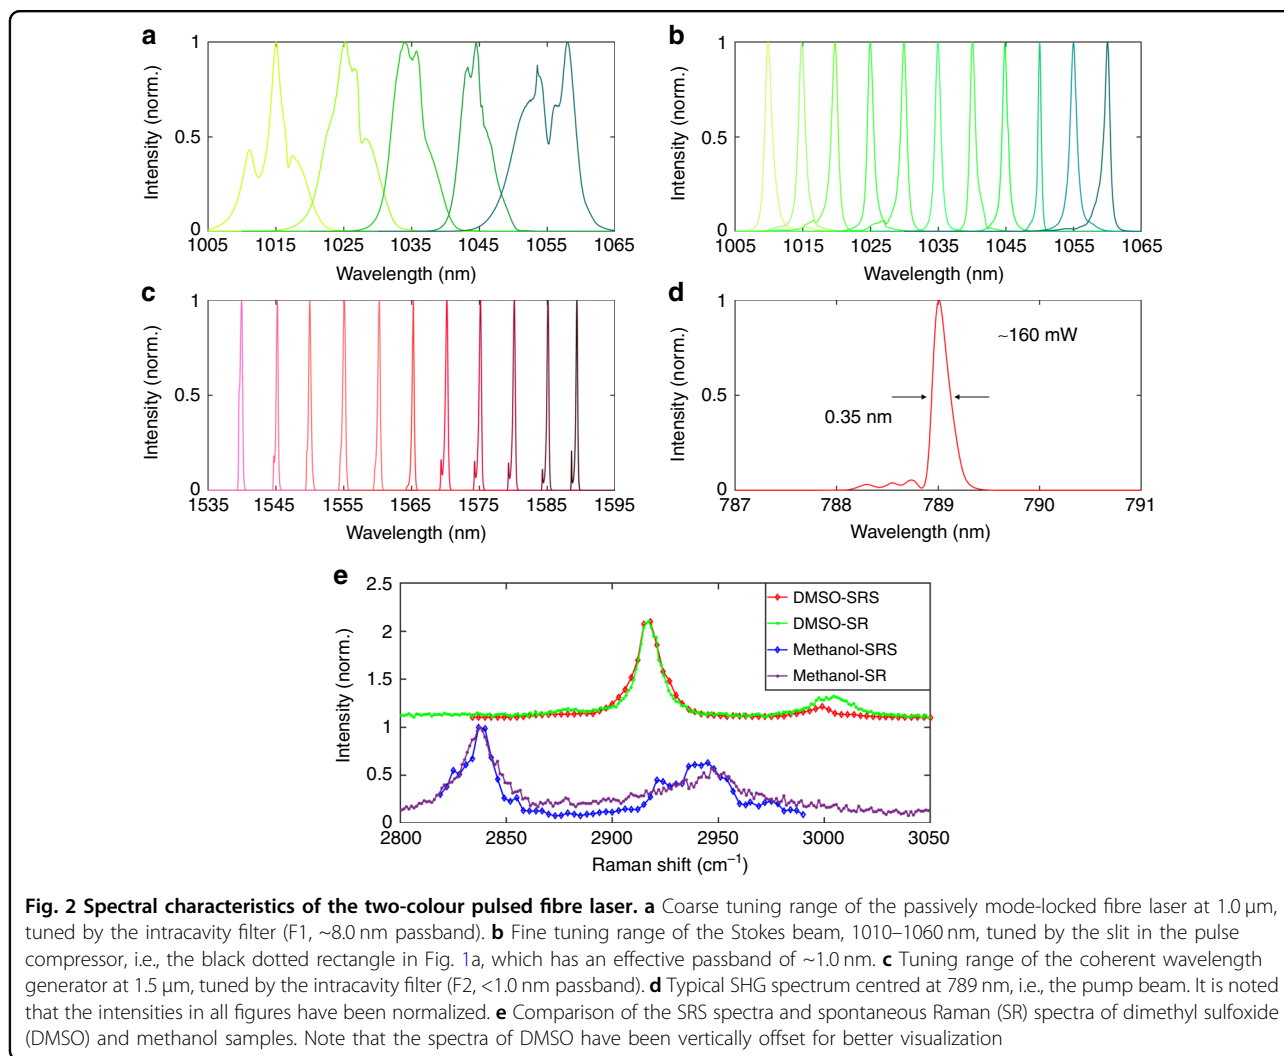 a
b
Intensity (norm.)
1
0.5
0
1005 1015 1025 1035 1045 1055 1065
Wavelength (nm)
Intensity (norm.)
1
0.5
0
1005 1015 1025 1035 1045 1055 1065
Wavelength (nm)
c
d
Intensity (norm.)
1
0.5
0
1535 1545 1555 1565 1575 1585 1595
Wavelength (nm)
Intensity (norm.)
1
0.5
0
~160 mW
0.35 nm
787 788 789 790 791
Wavelength (nm)
e
Intensity (norm.)
2.5
2
1.5
1
0.5
0
DMSO-SRS
DMSO-SR
Methanol-SRS
Methanol-SR
2800 2850 2900 2950 3000 3050
Raman shift (cm⁻¹)
Fig. 2 Spectral characteristics of the two-colour pulsed fibre laser. a Coarse tuning range of the passively mode-locked fibre laser at 1.0 μm,
tuned by the intracavity filter (F1, ~8.0 nm passband). b Fine tuning range of the Stokes beam, 1010–1060 nm, tuned by the slit in the pulse
compressor, i.e., the black dotted rectangle in Fig. 1a, which has an effective passband of ~1.0 nm. c Tuning range of the coherent wavelength
generator at 1.5 μm, tuned by the intracavity filter (F2, <1.0 nm passband). d Typical SHG spectrum centred at 789 nm, i.e., the pump beam. It is noted
that the intensities in all figures have been normalized. e Comparison of the SRS spectra and spontaneous Raman (SR) spectra of dimethyl sulfoxide
(DMSO) and methanol samples. Note that the spectra of DMSO have been vertically offset for better visualization